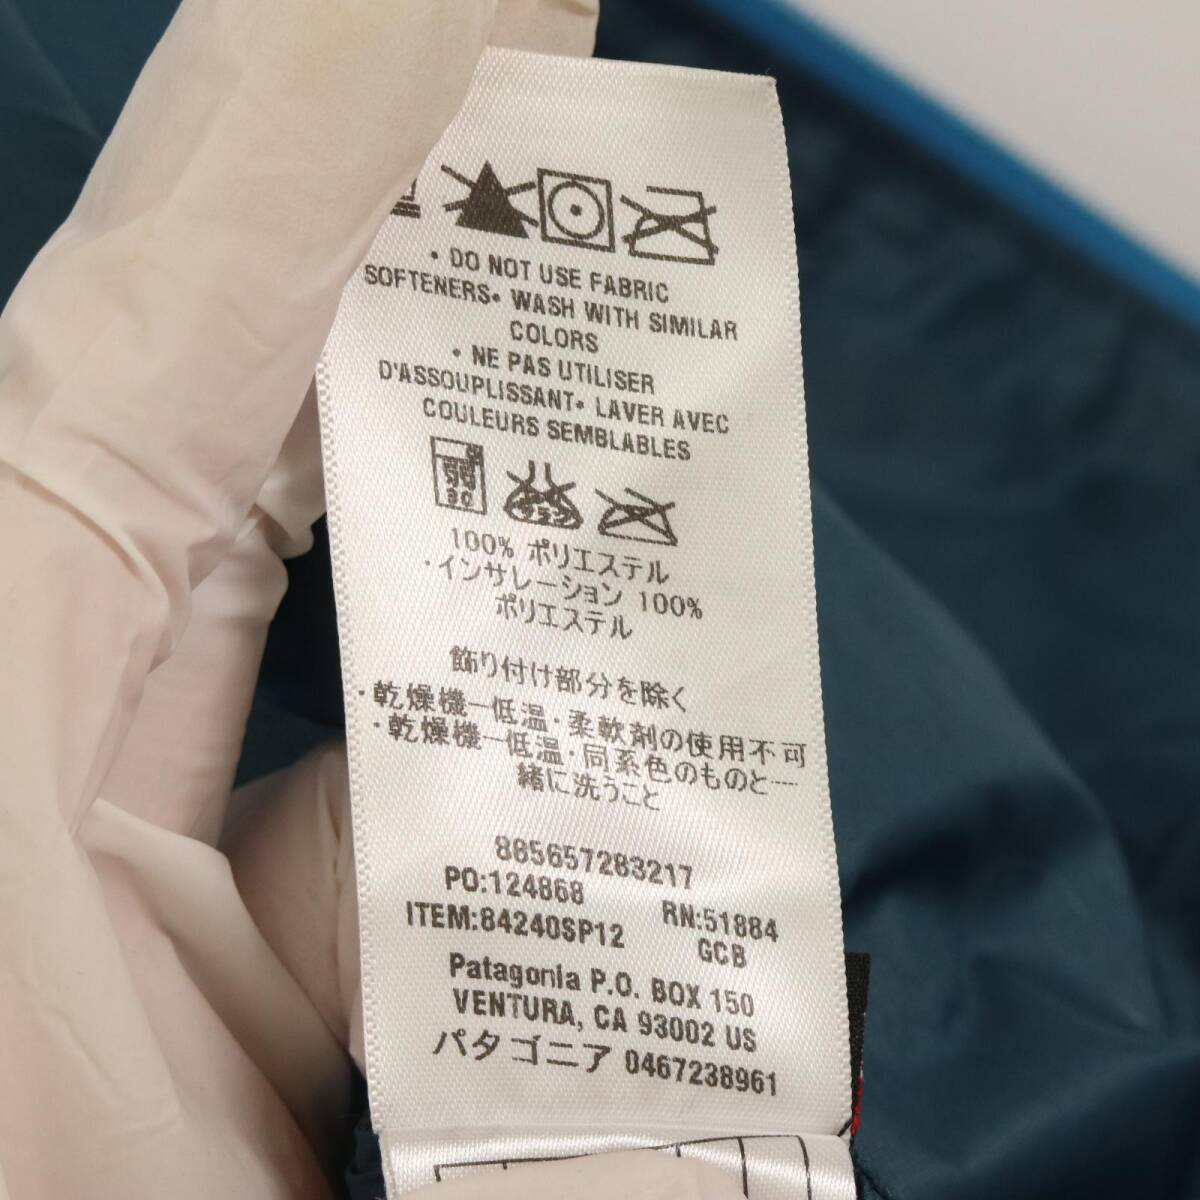 • DO NOT USE FABRIC
SOFTENERS• WASH WITH SIMILAR
COLORS
• NE PAS UTILISER
D'ASSOUPLISSANT• LAVER AVEC
COULEURS SEMBLABLES
30
100% ポリエステル
・インサレーション 100%
ポリエステル
飾り付け部分を除く
・乾燥機一低温・柔軟剤の使用不可
・乾燥機一低温・同系色のものと一
緒に洗うこと
885657283217
PO:124868 RN:51884
ITEM:84240SP12 GCB
Patagonia P.O. BOX 150
VENTURA, CA 93002 US
パタゴニア 0467238961